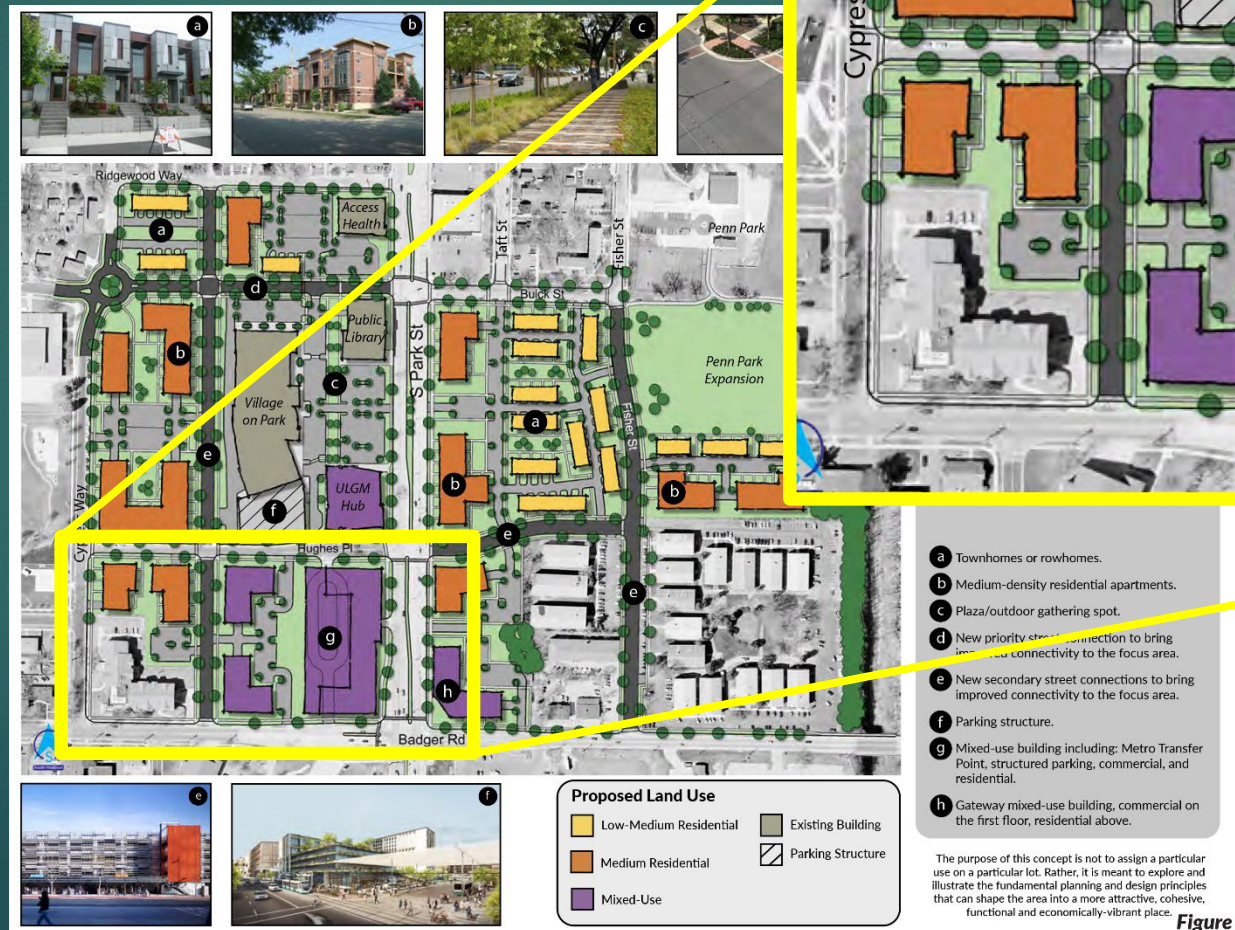 a
b
c
Cypres
Ridgewood Way
Access
Health
Taft St
Fisher St
Penn Park
a
d
Buick St
Public
Library
S Park St
b
Village
on Park
c
Penn Park
Expansion
a
Fisher St
e
b
b
ULGM
Hub
f
Way
e
Hughes Pl
e
g
h
Badger Rd
a Townhomes or rowhomes.
b Medium-density residential apartments.
c Plaza/outdoor gathering spot.
d New priority street connection to bring
improved connectivity to the focus area.
e New secondary street connections to bring
improved connectivity to the focus area.
f Parking structure.
g Mixed-use building including: Metro Transfer
Point, structured parking, commercial, and
residential.
h Gateway mixed-use building, commercial on
the first floor, residential above.
e
f
Proposed Land Use
Low-Medium Residential
Medium Residential
Mixed-Use
Existing Building
Parking Structure
The purpose of this concept is not to assign a particular
use on a particular lot. Rather, it is meant to explore and
illustrate the fundamental planning and design principles
that can shape the area into a more attractive, cohesive,
functional and economically-vibrant place.
Figure